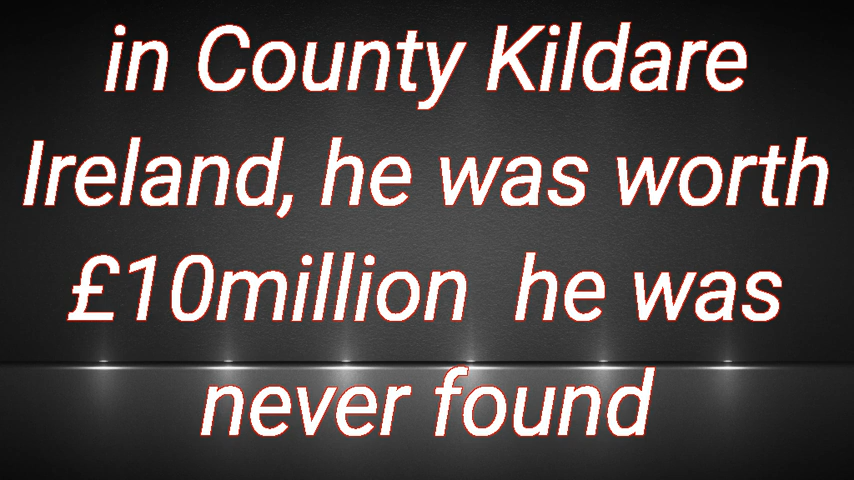 in County Kildare
Ireland, he was worth
£10million  he was
never found